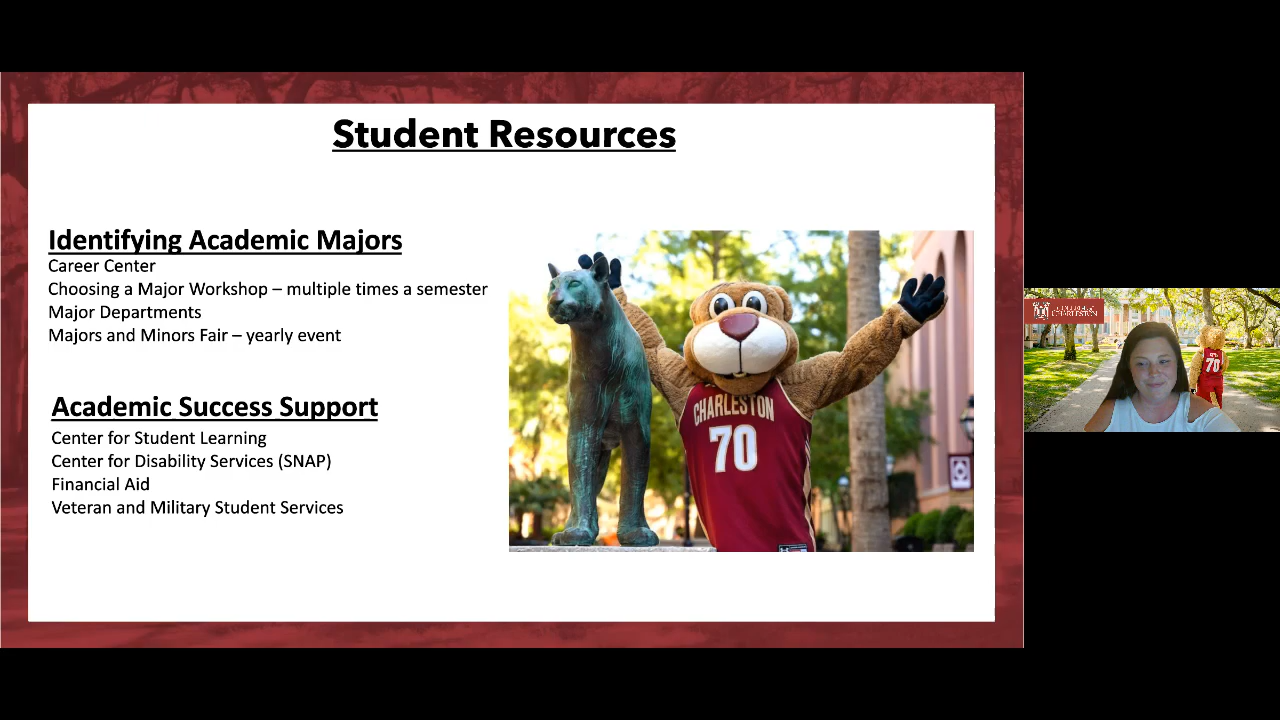 Student Resources
Identifying Academic Majors
Career Center
Choosing a Major Workshop – multiple times a semester
Major Departments
Majors and Minors Fair – yearly event
Academic Success Support
Center for Student Learning
Center for Disability Services (SNAP)
Financial Aid
Veteran and Military Student Services
CHARLESTON
70
CHARLESTON
70